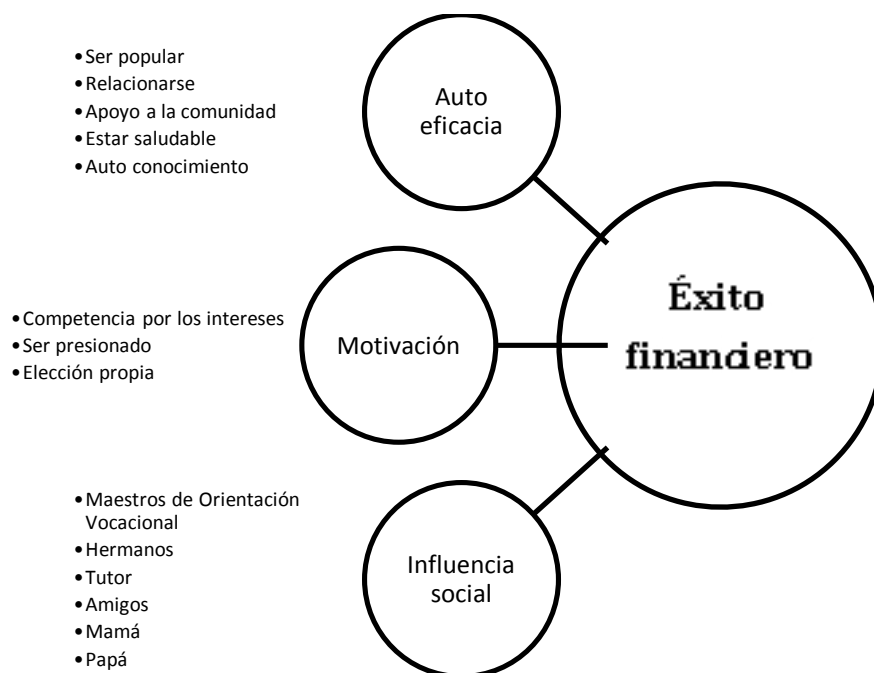 •Ser popular
•Relacionarse
•Apoyo a la comunidad
•Estar saludable
•Auto conocimiento
Auto
eficacia
•Competencia por los intereses
•Ser presionado
•Elección propia
Motivación
Éxito
financiero
•Maestros de Orientación
Vocacional
•Hermanos
•Tutor
•Amigos
•Mamá
•Papá
Influencia
social